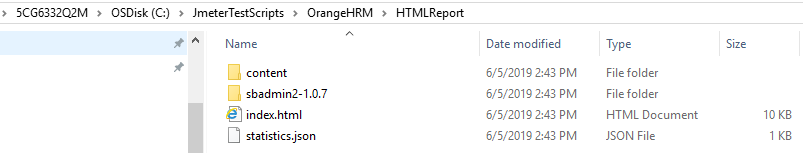 5CG6332Q2M > OSDisk (C:) > JmeterTestScripts > OrangeHRM > HTMLReport
Name Date modified Type Size
content 6/5/2019 2:43 PM File folder
sbadmin2-1.0.7 6/5/2019 2:43 PM File folder
index.html 6/5/2019 2:43 PM HTML Document 10 KB
statistics.json 6/5/2019 2:43 PM JSON File 1 KB